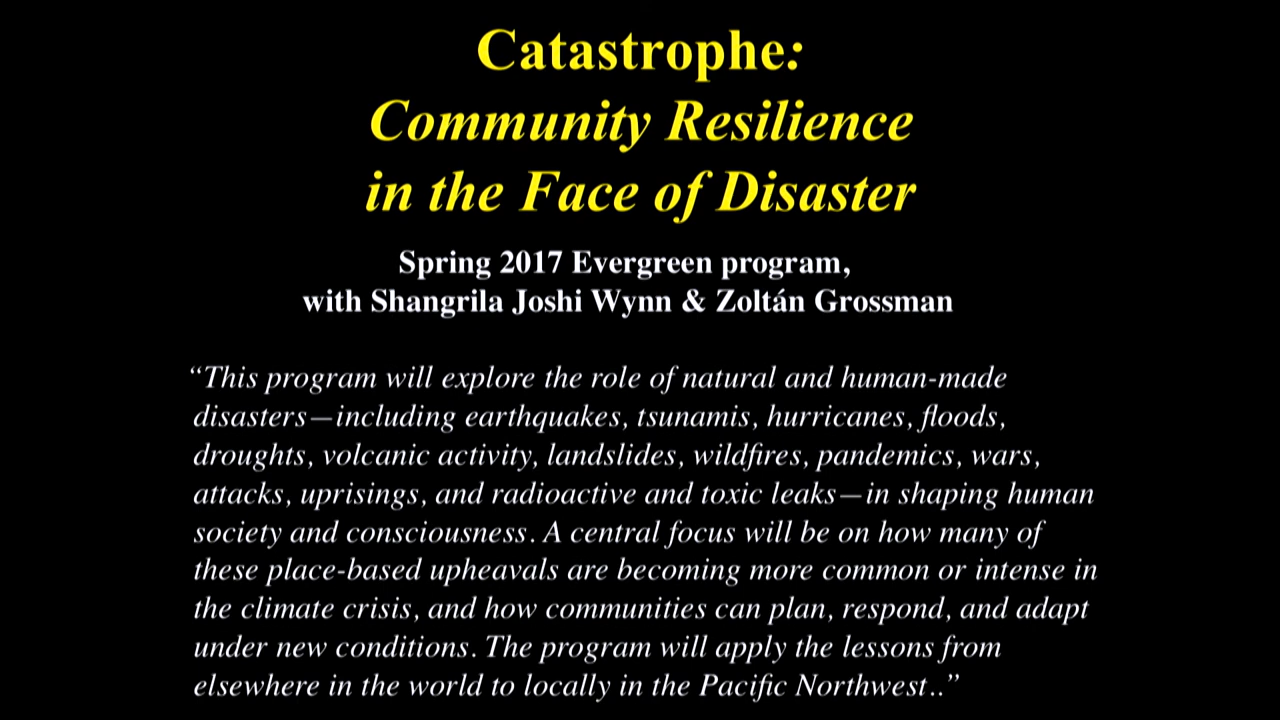 Catastrophe:
Community Resilience
in the Face of Disaster
Spring 2017 Evergreen program,
with Shangrila Joshi Wynn & Zoltán Grossman
“This program will explore the role of natural and human-made
disasters—including earthquakes, tsunamis, hurricanes, floods,
droughts, volcanic activity, landslides, wildfires, pandemics, wars,
attacks, uprisings, and radioactive and toxic leaks—in shaping human
society and consciousness. A central focus will be on how many of
these place-based upheavals are becoming more common or intense in
the climate crisis, and how communities can plan, respond, and adapt
under new conditions. The program will apply the lessons from
elsewhere in the world to locally in the Pacific Northwest..”